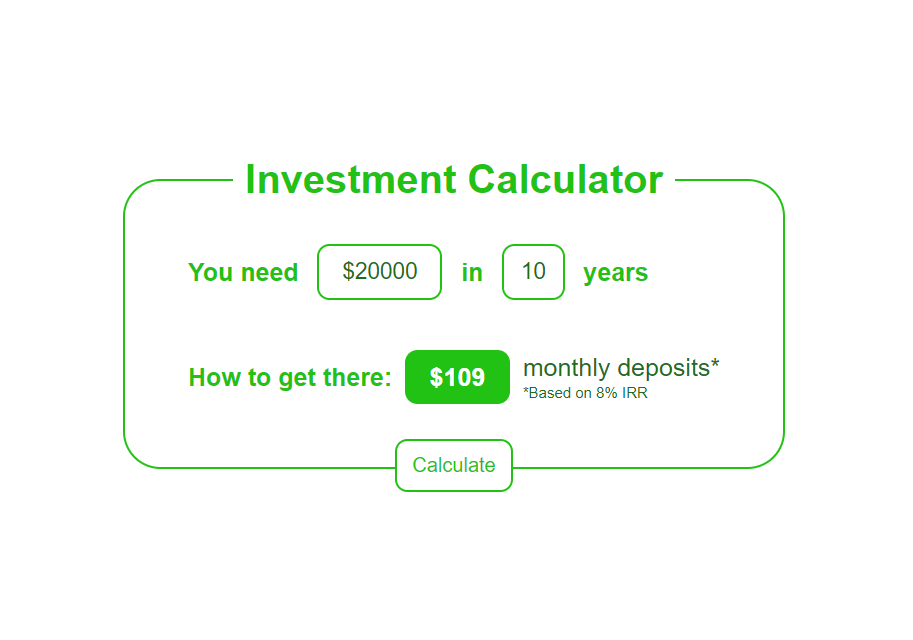 Investment Calculator
You need $20000 in 10 years
How to get there: $109 monthly deposits*
*Based on 8% IRR
Calculate